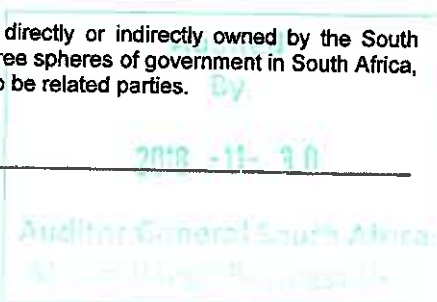 directly or indirectly owned by the South
ree spheres of government in South Africa,
o be related parties.
By
2018 -11- 30
Auditor General South Africa